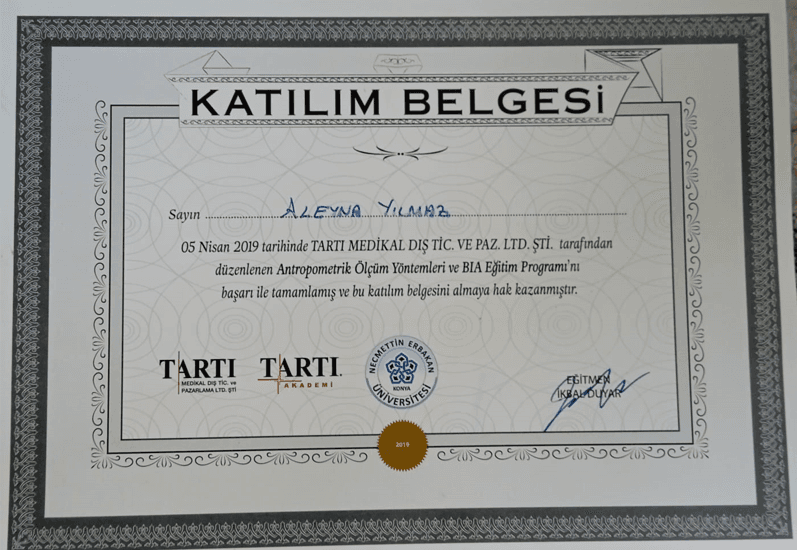 KATILIM BELGESİ
Sayın ALEYNA YILMAZ
05 Nisan 2019 tarihinde TARTI MEDİKAL DIŞ TİC. VE PAZ. LTD. ŞTİ. tarafından
düzenlenen Antropometrik Ölçüm Yöntemleri ve BIA Eğitim Programı'nı
başarı ile tamamlamış ve bu katılım belgesini almaya hak kazanmıştır.
TARTI
MEDİKAL DIŞ TİC. ve
PAZARLAMA LTD. ŞTİ
TARTI.
AKADEMİ
NECMETTİN ERBAKAN
KONYA
ÜNİVERSİTESİ
EĞİTMEN
İKBAL DUYAR
2019